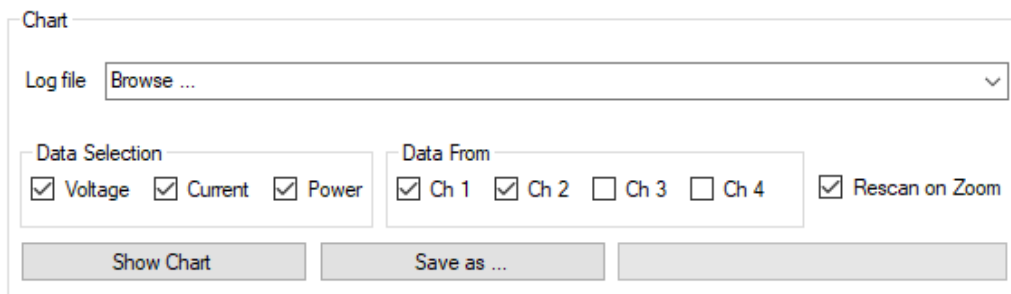 Chart
Log file Browse ...
Data Selection Data From
Voltage Current Power Ch 1 Ch 2 Ch 3 Ch 4 Rescan on Zoom
Show Chart Save as ...